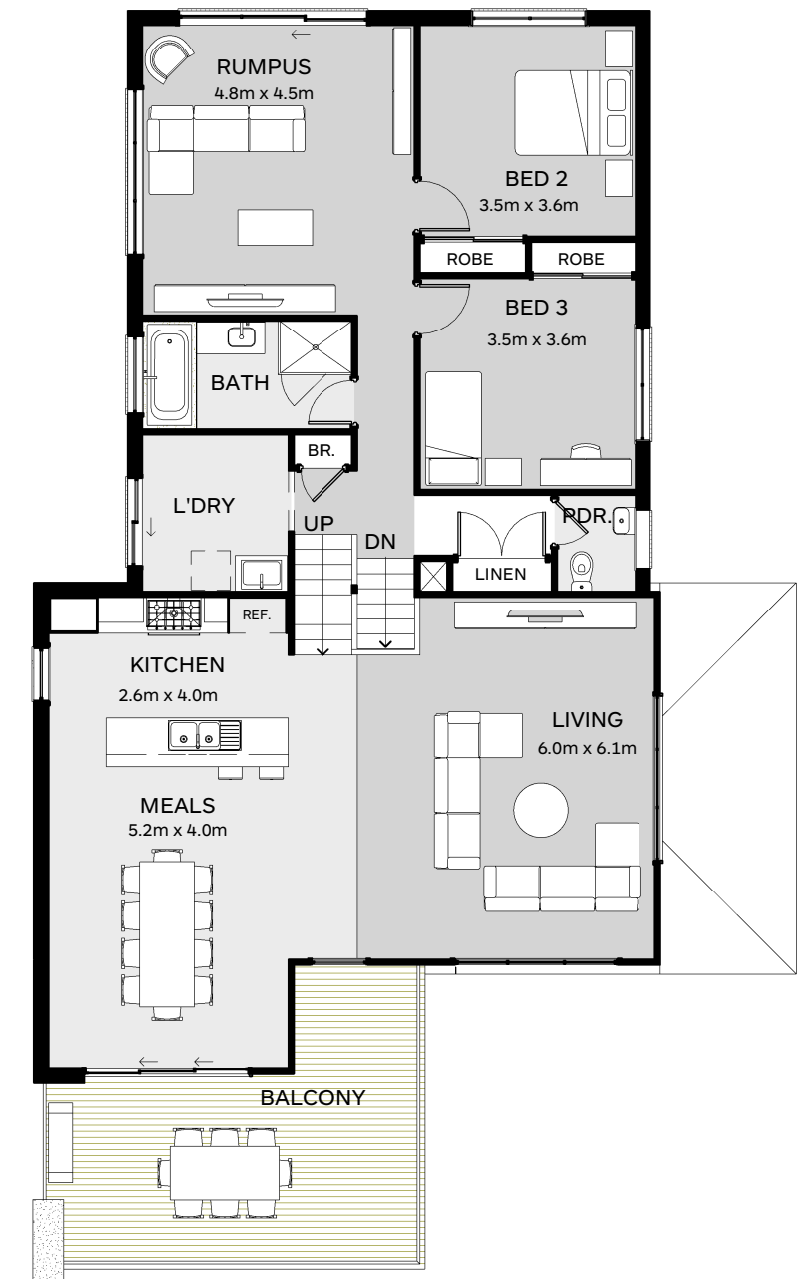 RUMPUS
4.8m x 4.5m
BED 2
3.5m x 3.6m
ROBE
ROBE
BED 3
3.5m x 3.6m
BATH
BR.
L'DRY
UP
DN
PDR.
LINEN
REF.
KITCHEN
2.6m x 4.0m
LIVING
6.0m x 6.1m
MEALS
5.2m x 4.0m
BALCONY